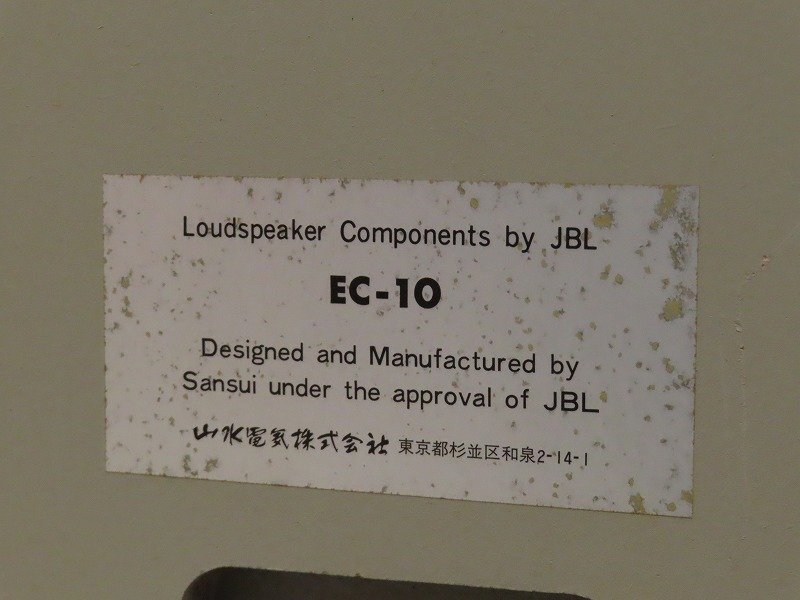 Loudspeaker Components by JBL
EC-10
Designed and Manufactured by
Sansui under the approval of JBL
山水電気株式会社 東京都杉並区和泉2-14-1